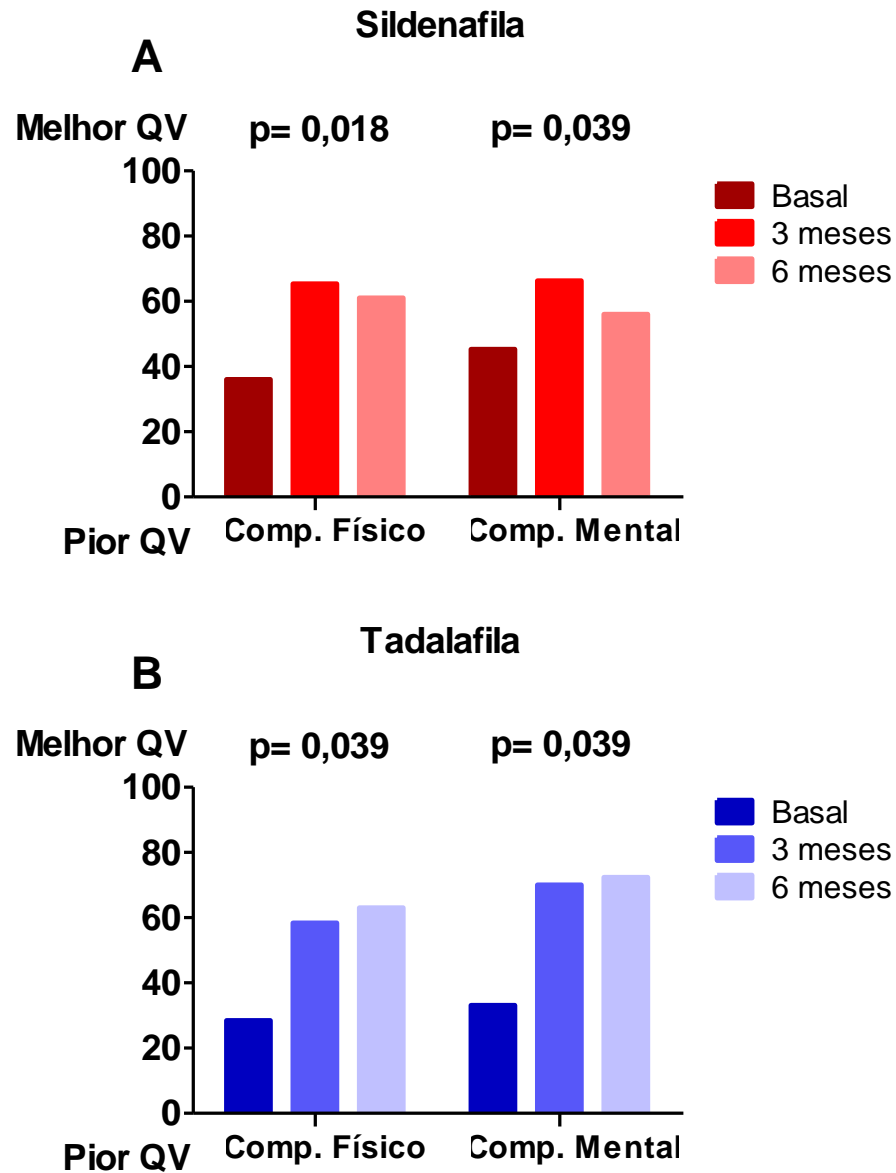 Sildenafila
A
Melhor QV p= 0,018 p= 0,039
100
80
60
40
20
0
Basal
3 meses
6 meses
Pior QV Comp. Físico Comp. Mental
Tadalafila
B
Melhor QV p= 0,039 p= 0,039
100
80
60
40
20
0
Basal
3 meses
6 meses
Pior QV Comp. Físico Comp. Mental